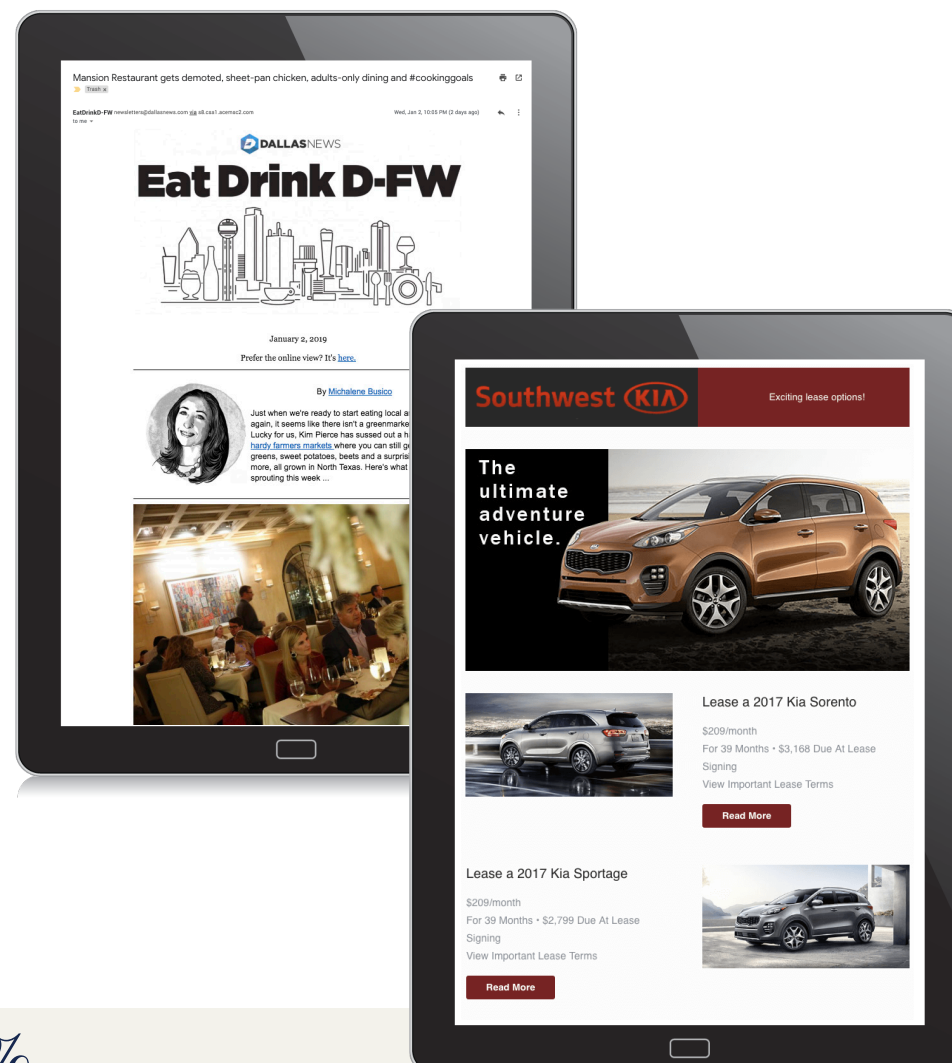 Mansion Restaurant gets demoted, sheet-pan chicken, adults-only dining and #cookinggoals
Trash x
EatDrinkD-FW newsletters@dallasnews.com via s8.csa1.acemsc2.com
Wed, Jan 2, 10:05 PM (2 days ago)
to me
DALLASNEWS
Eat Drink D-FW
January 2, 2019
Prefer the online view? It's here.
By Michalene Busico
Just when we're ready to start eating local a
again, it seems like there isn't a greenmarke
Lucky for us, Kim Pierce has sussed out a h
hardy farmers markets where you can still ge
greens, sweet potatoes, beets and a surpris
more, all grown in North Texas. Here's what
sprouting this week ...
Southwest KIA
Exciting lease options!
The
ultimate
adventure
vehicle.
Lease a 2017 Kia Sorento
$209/month
For 39 Months • $3,168 Due At Lease
Signing
View Important Lease Terms
Read More
Lease a 2017 Kia Sportage
$209/month
For 39 Months • $2,799 Due At Lease
Signing
View Important Lease Terms
Read More
%